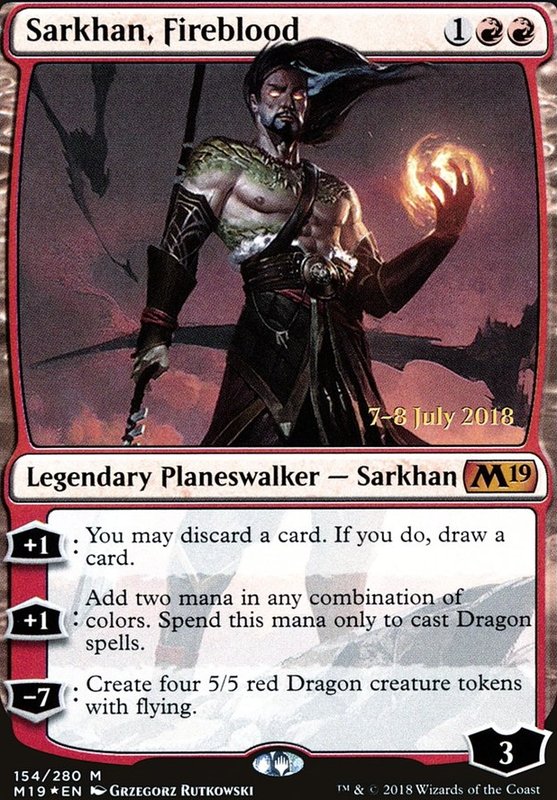 Sarkhan, Fireblood 1
7–8 July 2018
Legendary Planeswalker — Sarkhan M19
+1 : You may discard a card. If you do, draw a
card.
+1 : Add two mana in any combination of
colors. Spend this mana only to cast Dragon
spells.
−7 : Create four 5/5 red Dragon creature tokens
with flying.
3
154/280 M
M19 ★ EN Grzegorz Rutkowski
™ & © 2018 Wizards of the Coast